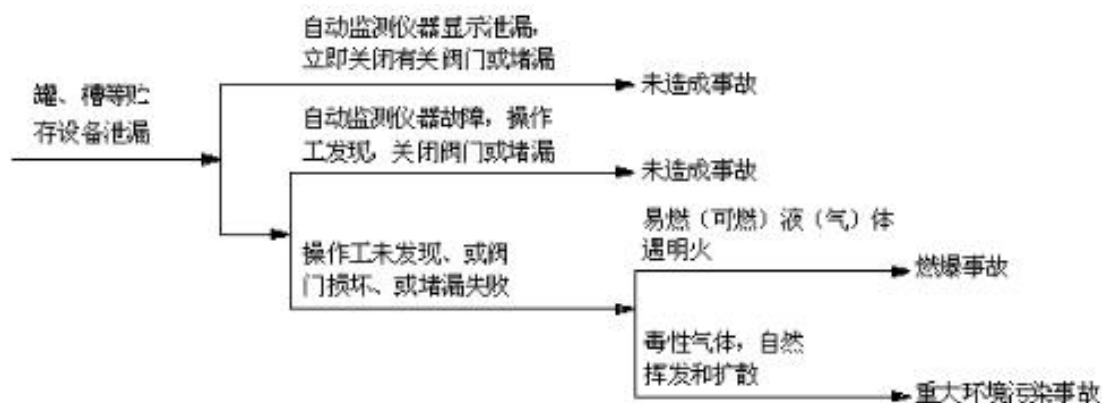 自动监测仪器显示泄漏，
立即关闭有关阀门或堵漏
未造成事故
罐、槽等贮
存设备泄漏
自动监测仪器故障，操作
工发现，关闭阀门或堵漏
未造成事故
操作工未发现、或阀
门损坏、或堵漏失败
易燃（可燃）液（气）体
遇明火
燃爆事故
毒性气体，自然
挥发和扩散
重大环境污染事故